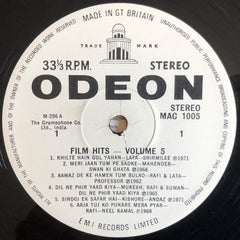 MADE IN GT BRITAIN
TRADE MARK
33⅓ R.P.M.
STEREO
ODEON
M-296 A
The Gramophone Co.
Ltd., India
STEREO
MAC 1005
1
1
FILM HITS — VOLUME 5
1 - KHILTE HAIN GUL YAHAN - LATA - SHIRMILEE ℗1971
2 - MERI JAAN TUM PE SADKE - MAHENDER -
SWAN KI GHATA ℗1966
3 - AAWAZ DE KE HAMEN TUM BULAO - RAFI & LATA -
PROFESSOR ℗1962
4 - DIL NE PHIR YAAD KIYA - MUKESH, RAFI & SUMAN -
DIL NE PHIR YAAD KIYA ℗1966
5 - ZINDGI EK SAFAR HAI - KISHORE - ANDAZ ℗1971
6 - AAJA TUJ KO PUKARE MERA PYAR -
RAFI - NEEL KAMAL ℗1968
EMI RECORDS LIMITED